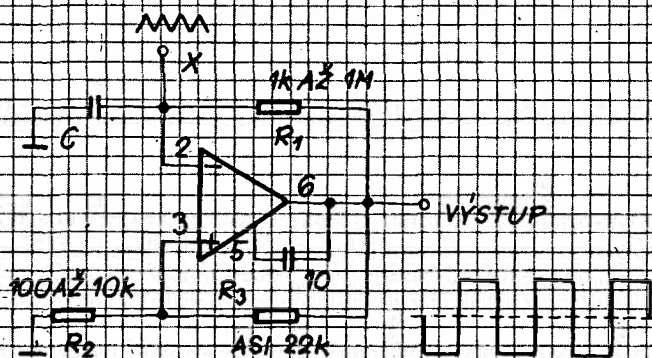 X
1k AŽ 1M
C
R1
2
−
6
VÝSTUP
3
+
5
10
100 AŽ 10k
R3
R2
ASI 22k